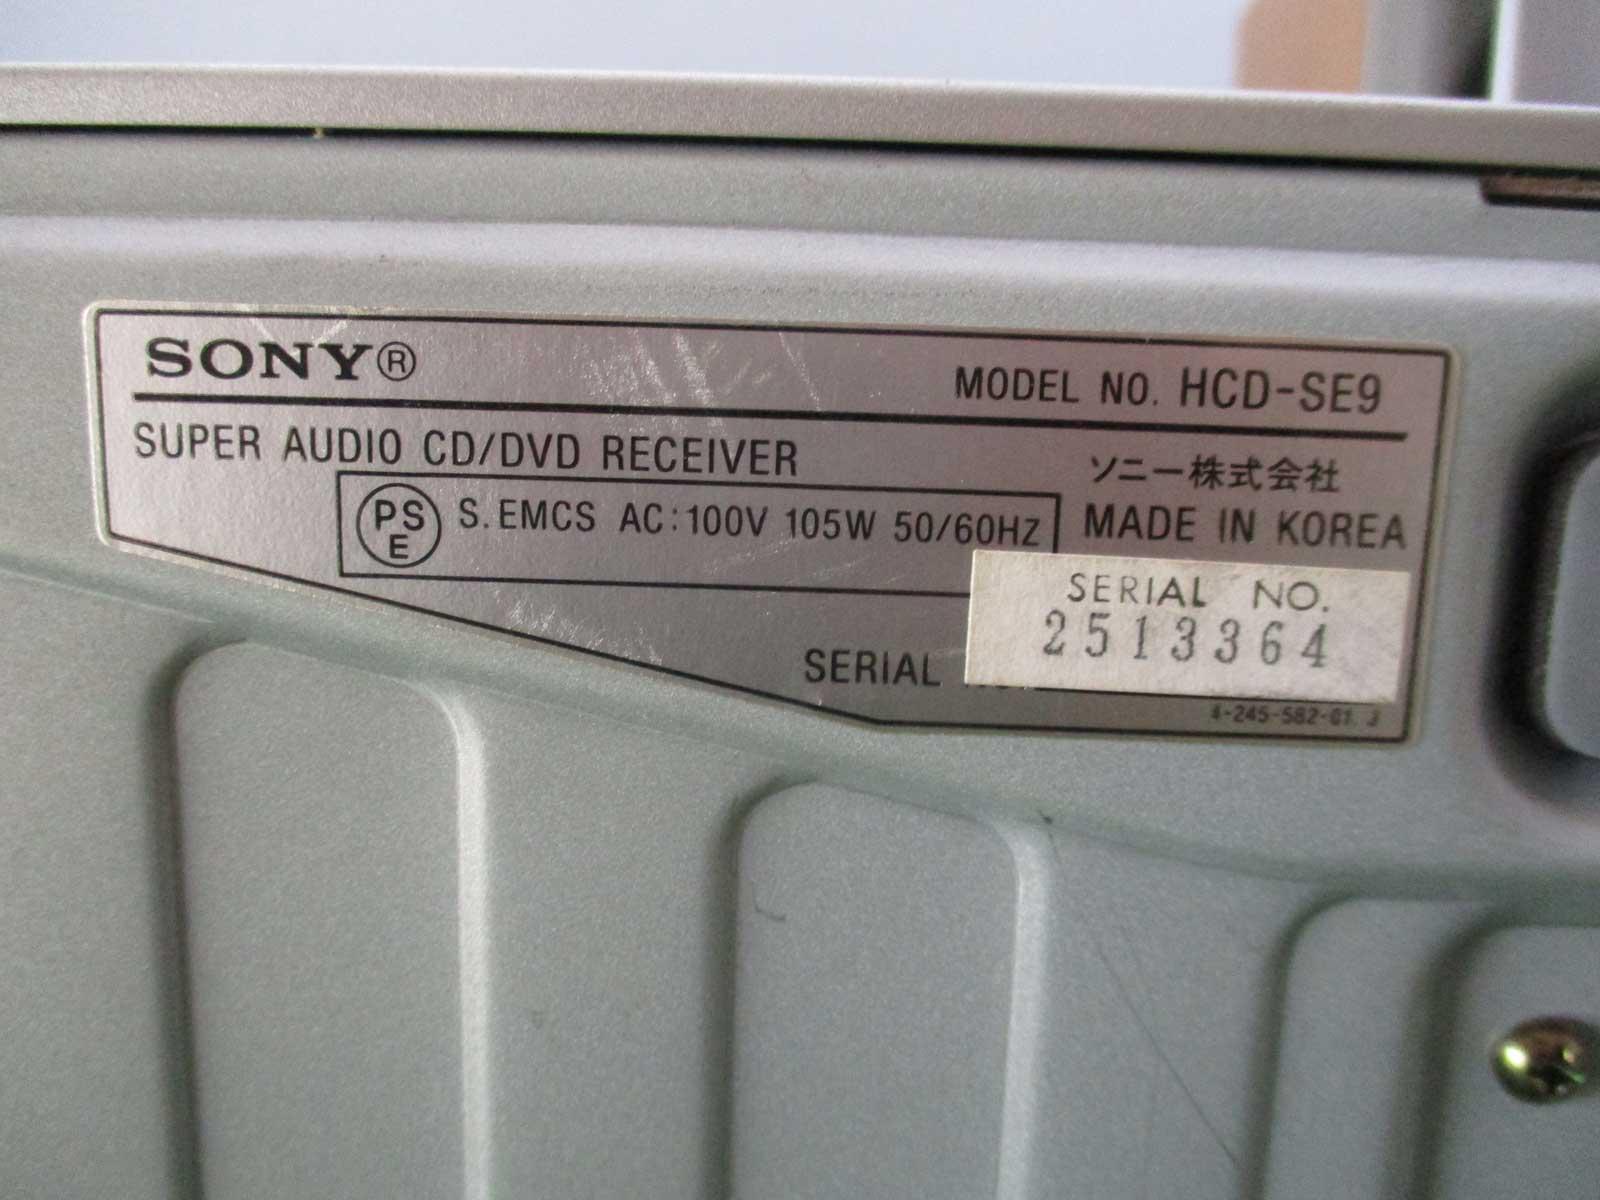 SONY®
MODEL NO. HCD-SE9
SUPER AUDIO CD/DVD RECEIVER
ソニー株式会社
PS
E
S. EMCS AC:100V 105W 50/60HZ
MADE IN KOREA
SERIAL NO.
2513364
SERIAL
4-245-582-01. J